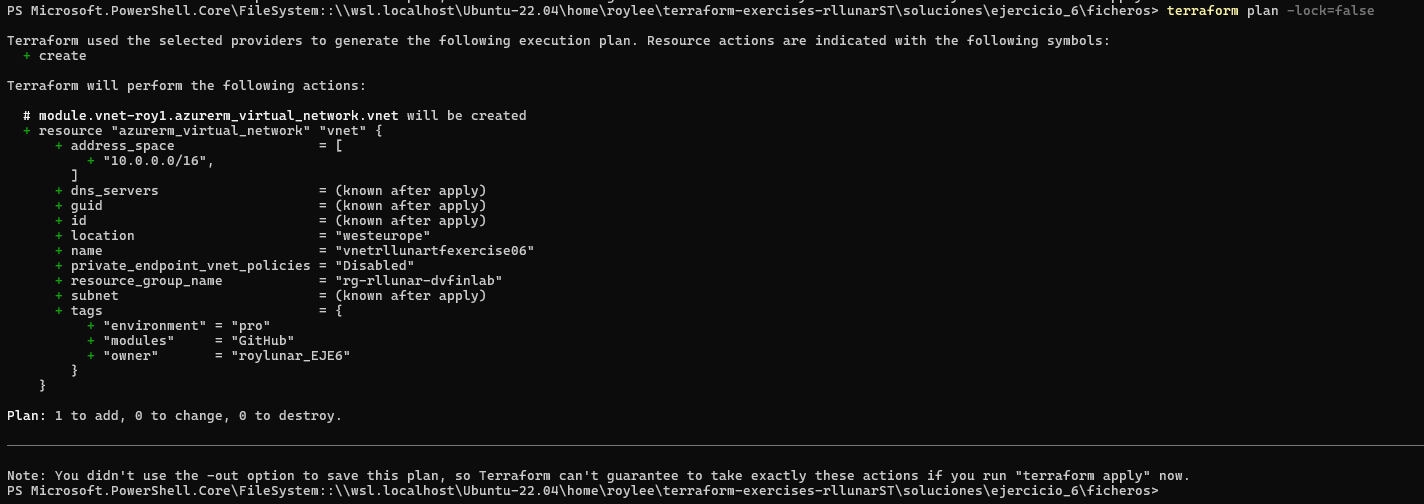 PS Microsoft.PowerShell.Core\FileSystem::\\wsl.localhost\Ubuntu-22.04\home\roylee\terraform-exercises-rllunarST\soluciones\ejercicio_6\ficheros> terraform plan -lock=false
Terraform used the selected providers to generate the following execution plan. Resource actions are indicated with the following symbols:
  + create
Terraform will perform the following actions:
  # module.vnet-roy1.azurerm_virtual_network.vnet will be created
  + resource "azurerm_virtual_network" "vnet" {
      + address_space                  = [
          + "10.0.0.0/16",
        ]
      + dns_servers                    = (known after apply)
      + guid                           = (known after apply)
      + id                             = (known after apply)
      + location                       = "westeurope"
      + name                           = "vnetrllunartfexercise06"
      + private_endpoint_vnet_policies = "Disabled"
      + resource_group_name            = "rg-rllunar-dvfinlab"
      + subnet                         = (known after apply)
      + tags                           = {
          + "environment" = "pro"
          + "modules"     = "GitHub"
          + "owner"       = "roylunar_EJE6"
        }
    }
Plan: 1 to add, 0 to change, 0 to destroy.
Note: You didn't use the -out option to save this plan, so Terraform can't guarantee to take exactly these actions if you run "terraform apply" now.
PS Microsoft.PowerShell.Core\FileSystem::\\wsl.localhost\Ubuntu-22.04\home\roylee\terraform-exercises-rllunarST\soluciones\ejercicio_6\ficheros>